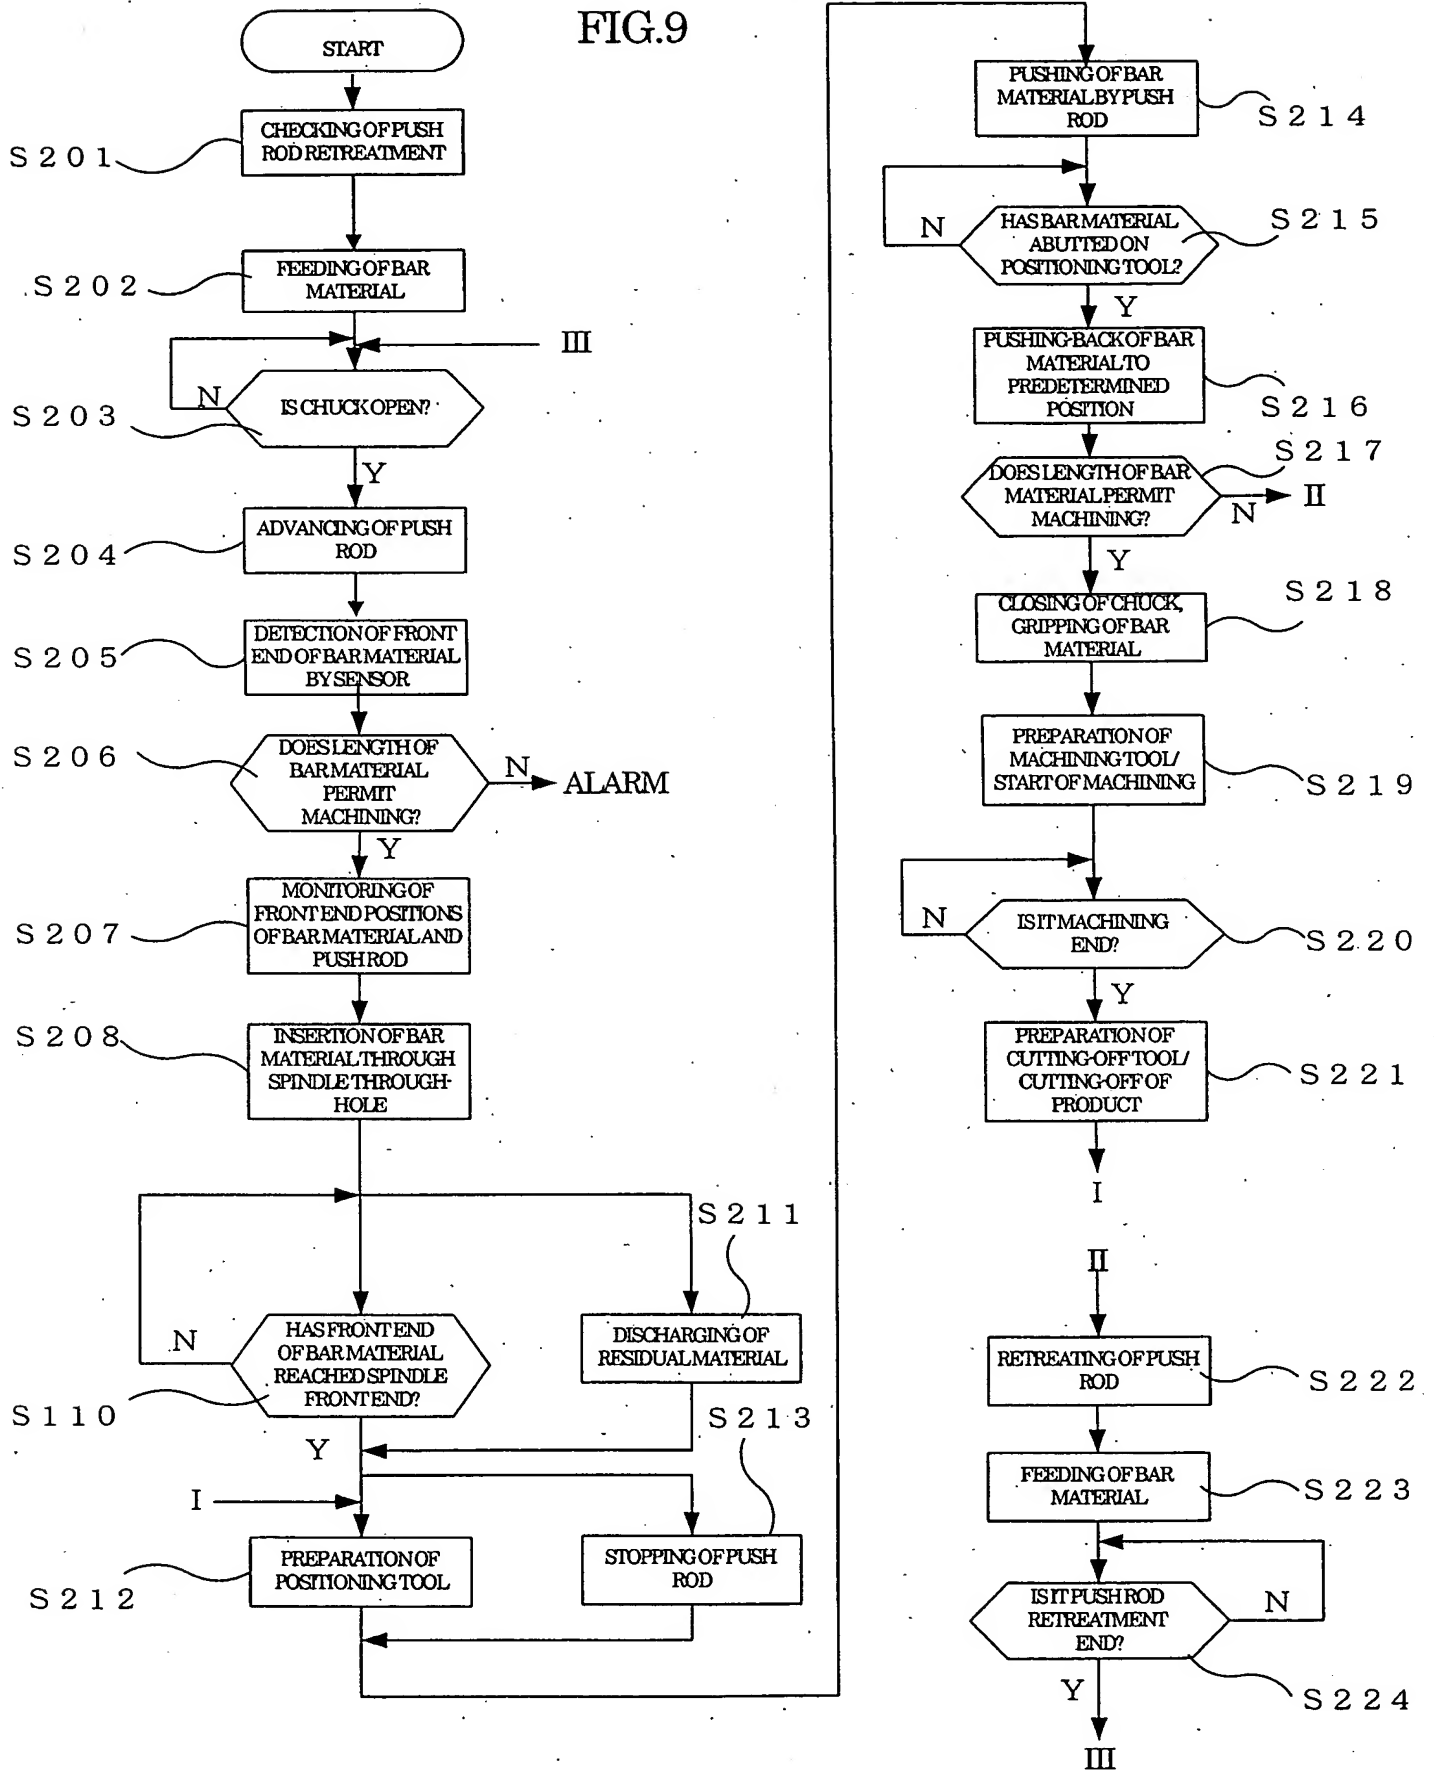 FIG.9
START
S201
CHECKING OF PUSH
ROD RETREATMENT
S202
FEEDING OF BAR
MATERIAL
III
N
S203
IS CHUCK OPEN?
Y
S204
ADVANCING OF PUSH
ROD
S205
DETECTION OF FRONT
END OF BAR MATERIAL
BY SENSOR
S206
DOES LENGTH OF
BAR MATERIAL
PERMIT
MACHINING?
N
ALARM
Y
S207
MONITORING OF
FRONT END POSITIONS
OF BAR MATERIAL AND
PUSH ROD
S208
INSERTION OF BAR
MATERIAL THROUGH
SPINDLE THROUGH-
HOLE
S211
DISCHARGING OF
RESIDUAL MATERIAL
N
HAS FRONT END
OF BAR MATERIAL
REACHED SPINDLE
FRONT END?
S110
Y
S213
I
S212
PREPARATION OF
POSITIONING TOOL
STOPPING OF PUSH
ROD
PUSHING OF BAR
MATERIAL BY PUSH
ROD
S214
N
HAS BAR MATERIAL
ABUTTED ON
POSITIONING TOOL?
S215
Y
PUSHING-BACK OF BAR
MATERIAL TO
PREDETERMINED
POSITION
S216
S217
DOES LENGTH OF BAR
MATERIAL PERMIT
MACHINING?
N
II
Y
S218
CLOSING OF CHUCK,
GRIPPING OF BAR
MATERIAL
PREPARATION OF
MACHINING TOOL/
START OF MACHINING
S219
N
IS IT MACHINING
END?
S220
Y
PREPARATION OF
CUTTING-OFF TOOL/
CUTTING-OFF OF
PRODUCT
S221
I
II
RETREATING OF PUSH
ROD
S222
FEEDING OF BAR
MATERIAL
S223
IS IT PUSH ROD
RETREATMENT
END?
N
S224
Y
III